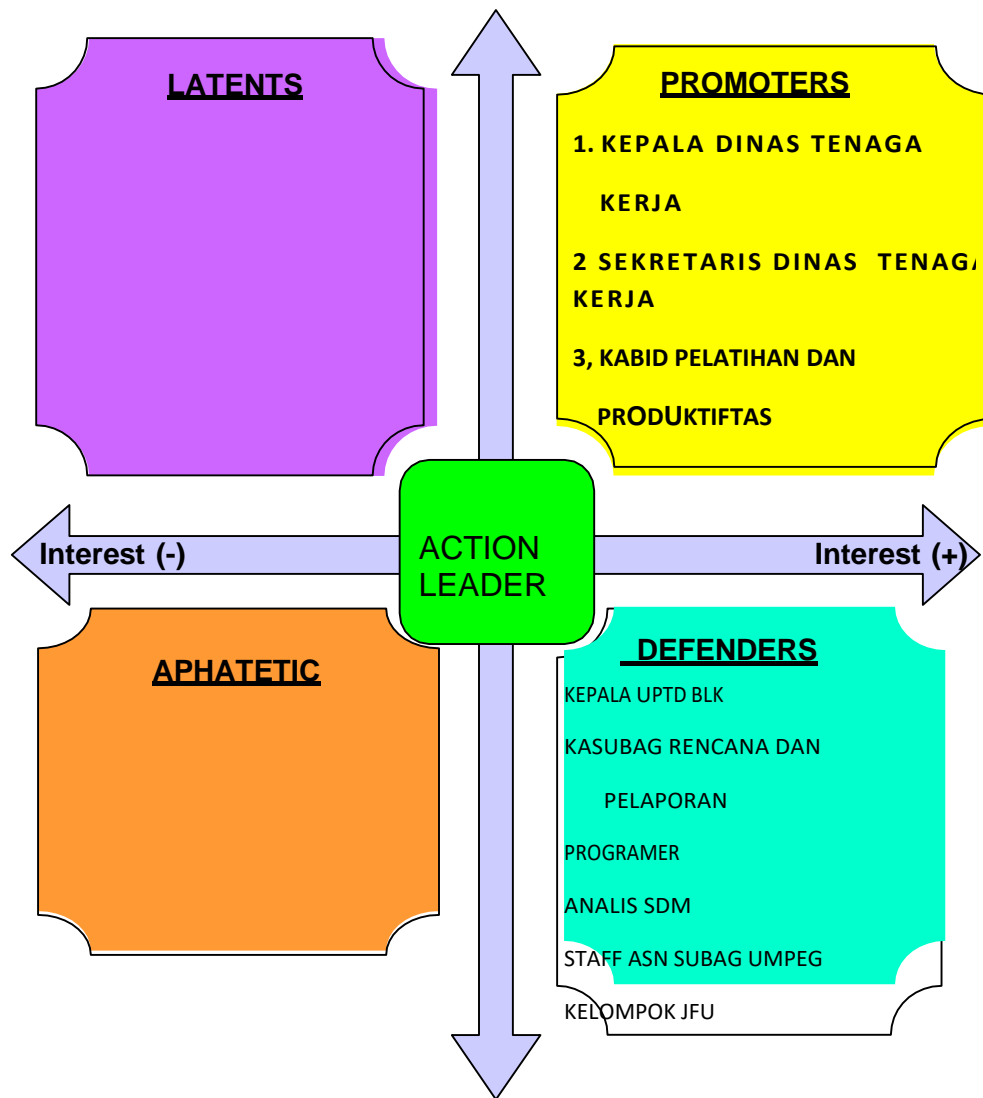 LATENTS
PROMOTERS
1. KEPALA DINAS TENAGA
KERJA
2 SEKRETARIS DINAS TENAGA
KERJA
3, KABID PELATIHAN DAN
PRODUKTIFTAS
Interest (-)
ACTION
LEADER
Interest (+)
APHATETIC
DEFENDERS
KEPALA UPTD BLK
KASUBAG RENCANA DAN
PELAPORAN
PROGRAMER
ANALIS SDM
STAFF ASN SUBAG UMPEG
KELOMPOK JFU